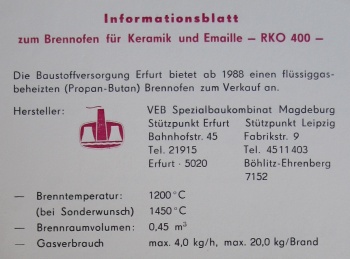 Informationsblatt
zum Brennofen für Keramik und Emaille — RKO 400 —
Die Baustoffversorgung Erfurt bietet ab 1988 einen flüssiggas-
beheizten (Propan-Butan) Brennofen zum Verkauf an.
Hersteller: VEB Spezialbaukombinat Magdeburg
Stützpunkt Erfurt Stützpunkt Leipzig
Bahnhofstr. 45 Fabrikstr. 9
Tel. 21915 Tel. 4511403
Erfurt · 5020 Böhlitz-Ehrenberg
7152
— Brenntemperatur: 1200°C
(bei Sonderwunsch) 1450°C
— Brennraumvolumen: 0,45 m³
— Gasverbrauch max. 4,0 kg/h, max. 20,0 kg/Brand